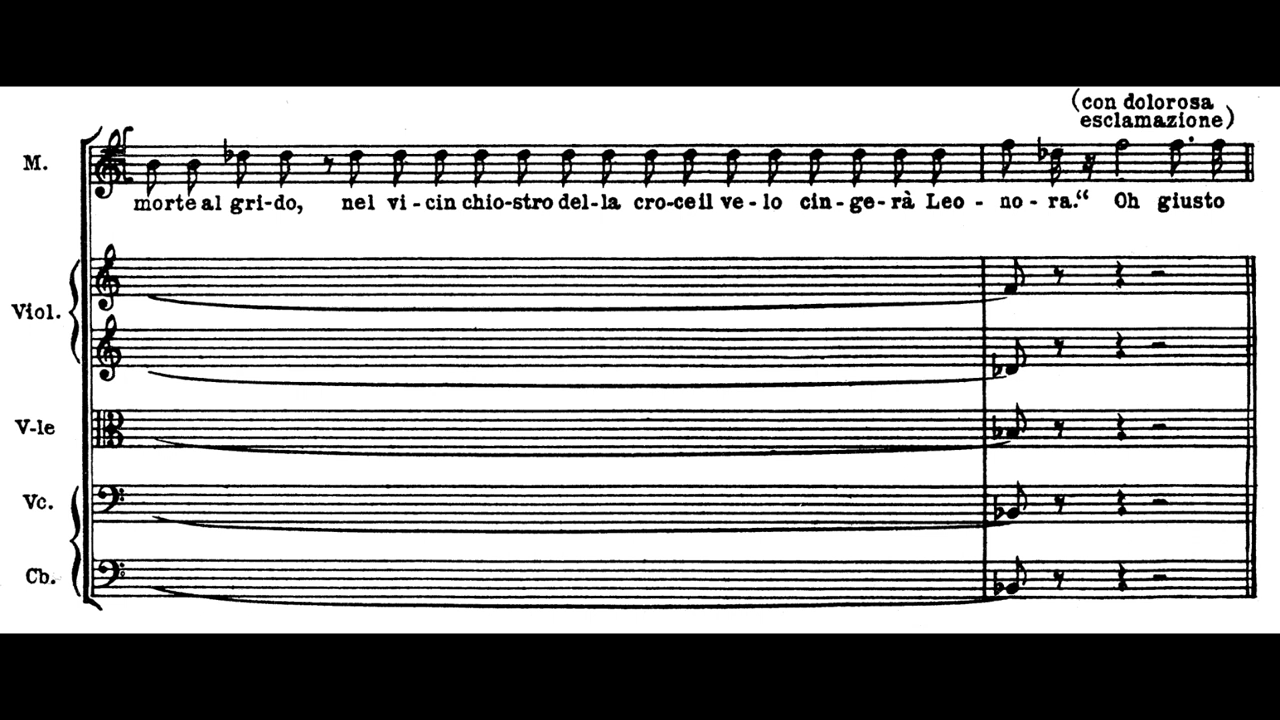 (con dolorosa
esclamazione)
M.
morte al gri-do, nel vi-cin chio-stro del-la cro-ce il ve-lo cin-ge-rà Leo-no-ra.“ Oh giusto
Viol.
V-le
Vc.
Cb.